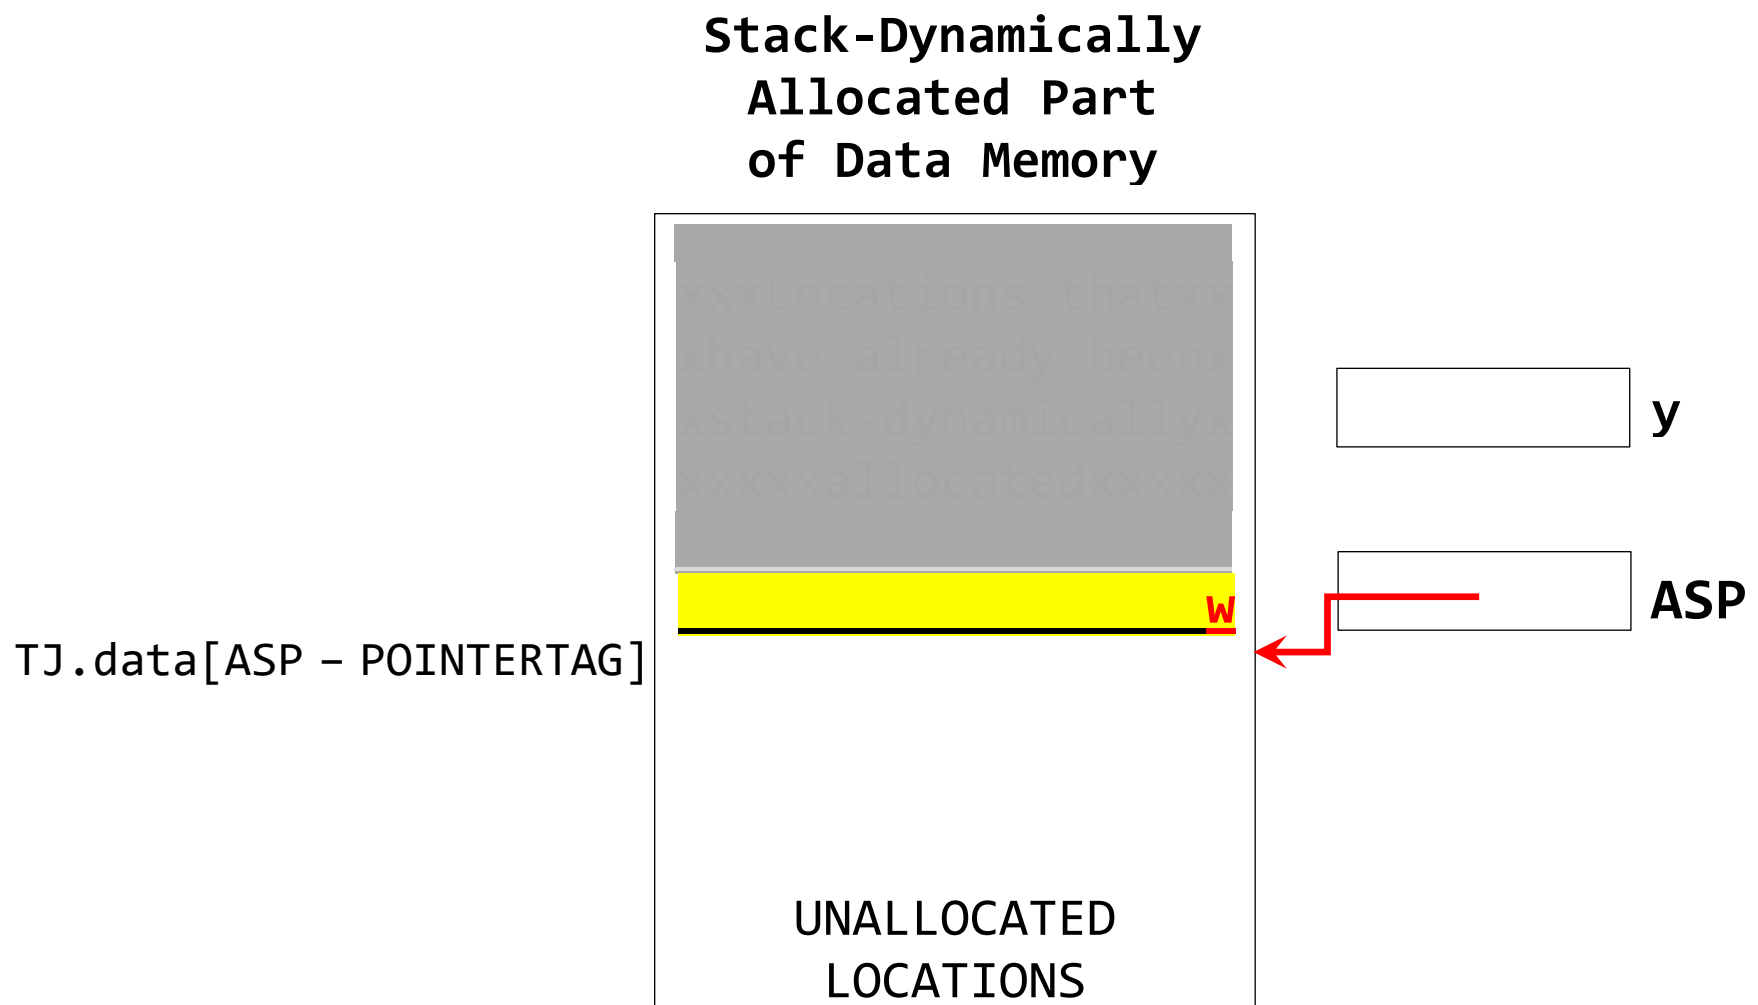 Stack-Dynamically
Allocated Part
of Data Memory
xxxLocations thatxx
xhave already beenx
xstack-dynamicallyx
xxxxxallocatedxxxxx
y
w
ASP
TJ.data[ASP – POINTERTAG]
UNALLOCATED
LOCATIONS